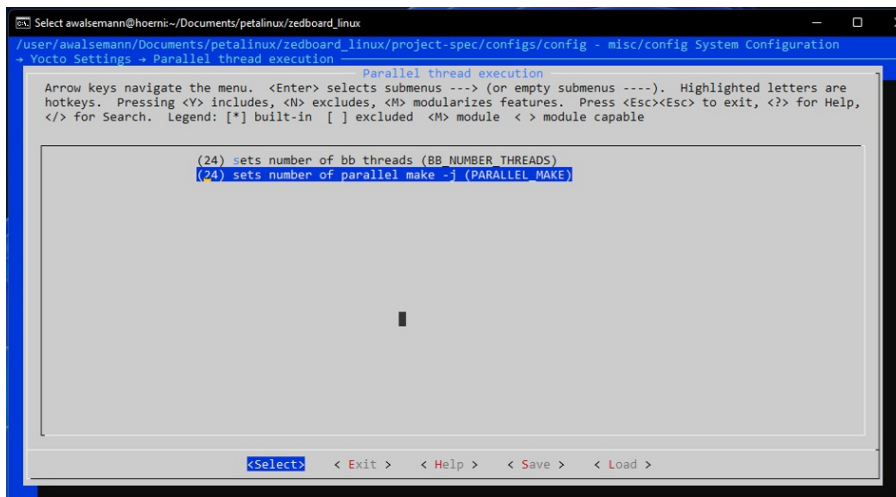 Select awalsemann@hoerni:~/Documents/petalinux/zedboard_linux
/user/awalsemann/Documents/petalinux/zedboard_linux/project-spec/configs/config - misc/config System Configuration
→ Yocto Settings → Parallel thread execution
Parallel thread execution
Arrow keys navigate the menu. <Enter> selects submenus ---> (or empty submenus ----). Highlighted letters are
hotkeys. Pressing <Y> includes, <N> excludes, <M> modularizes features. Press <Esc><Esc> to exit, <?> for Help,
</> for Search. Legend: [*] built-in [ ] excluded <M> module < > module capable
(24) sets number of bb threads (BB_NUMBER_THREADS)
(24) sets number of parallel make -j (PARALLEL_MAKE)
<Select> < Exit > < Help > < Save > < Load >